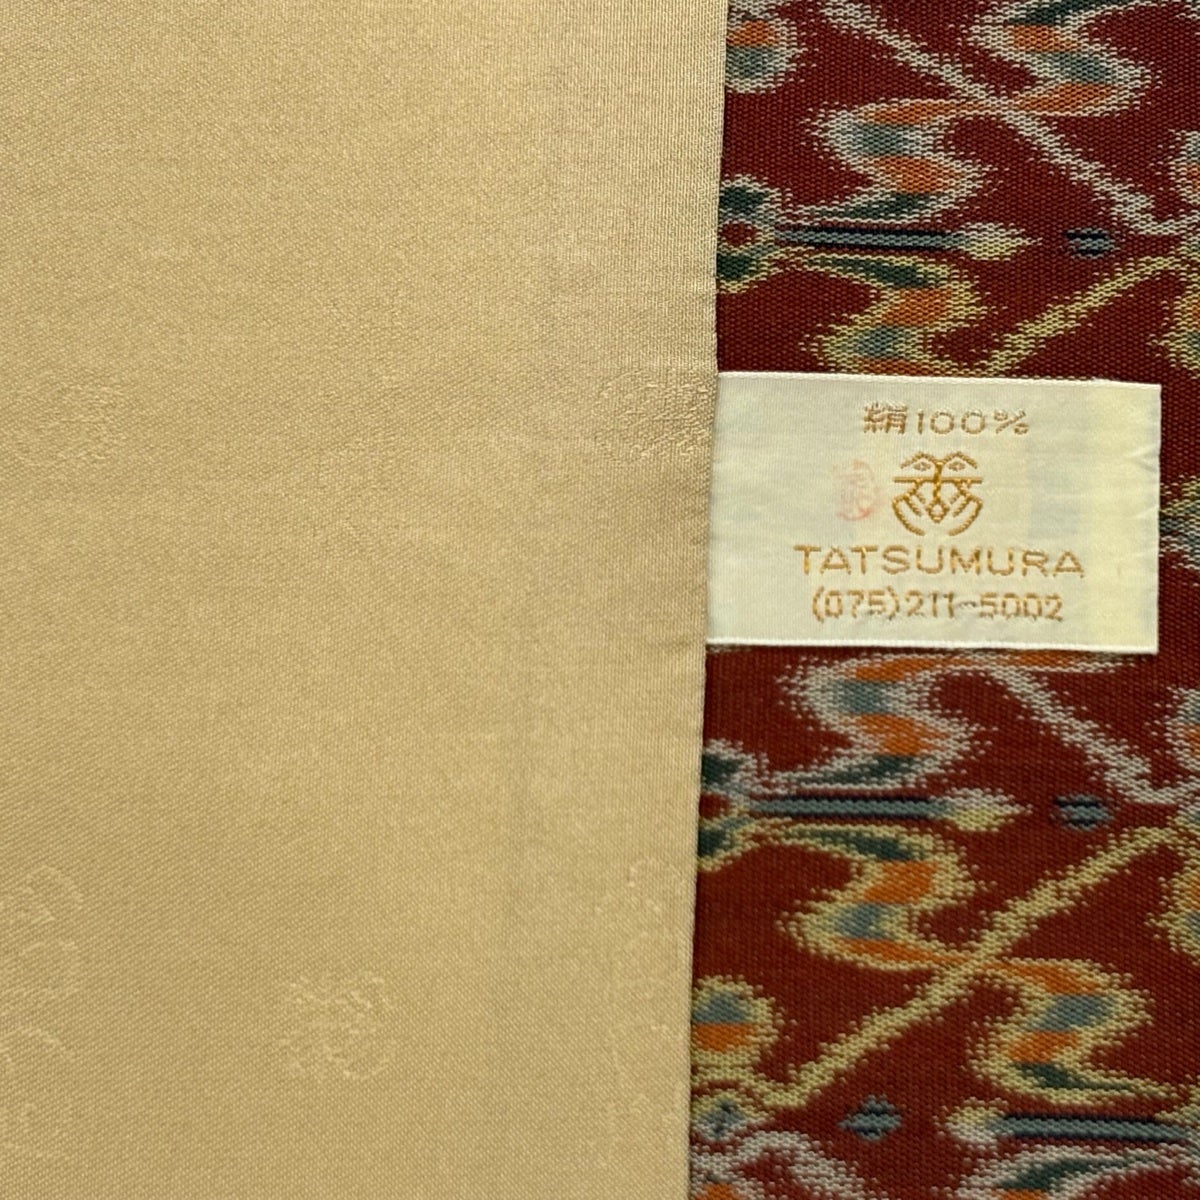 絹100%
TATSUMURA
(075)211-5002